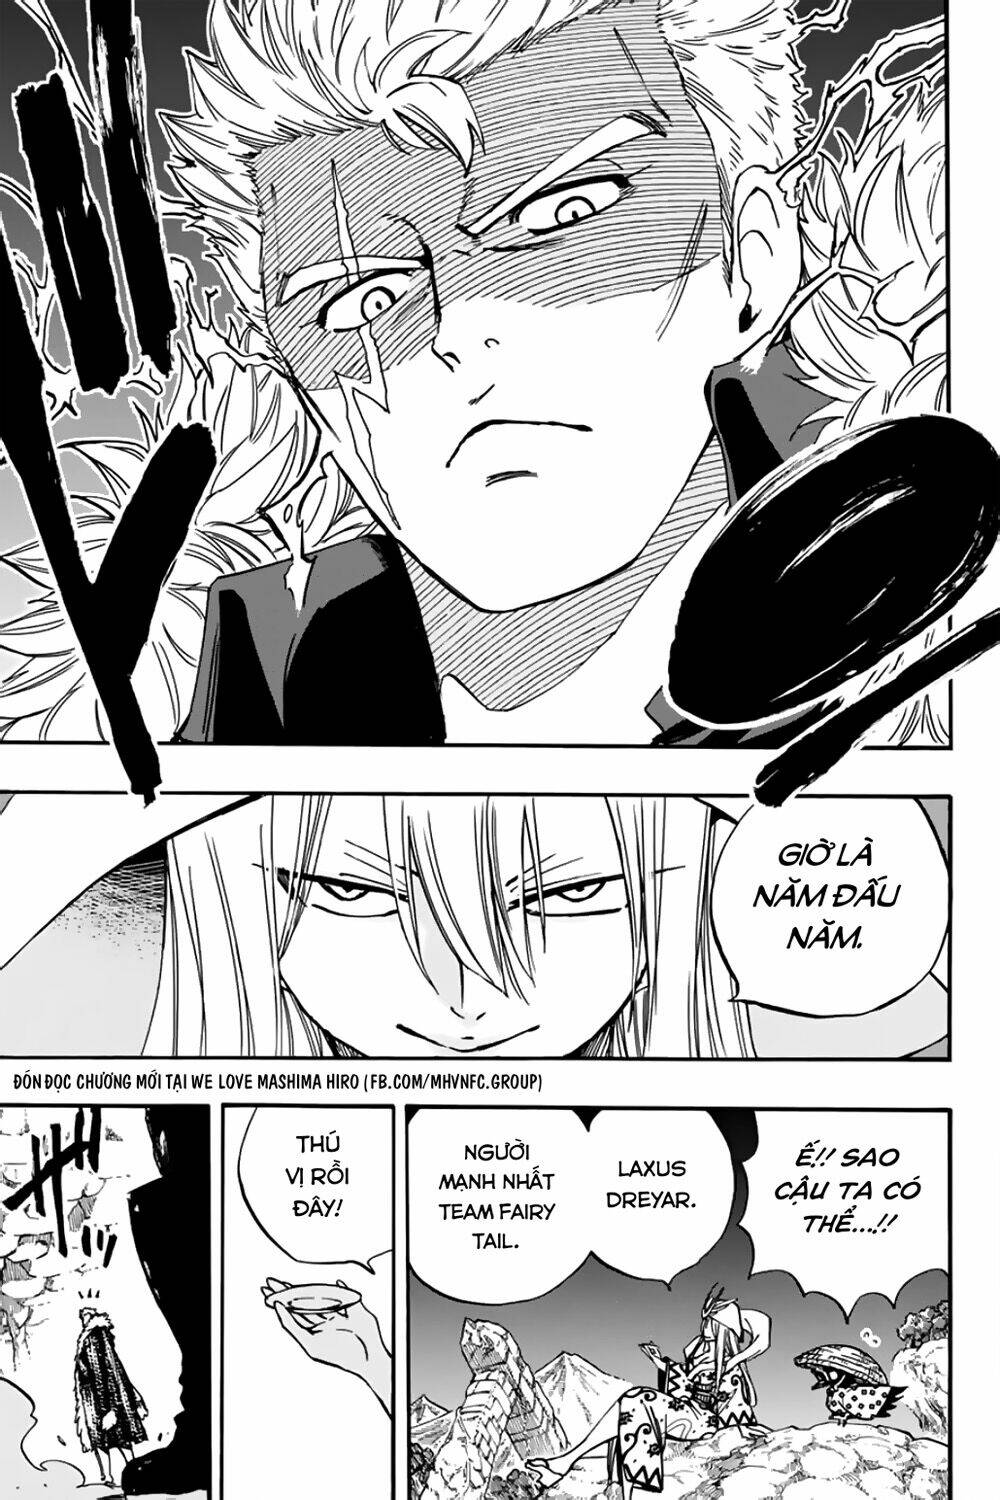 GIỜ LÀ
NĂM ĐẤU
NĂM.
ĐÓN ĐỌC CHƯƠNG MỚI TẠI WE LOVE MASHIMA HIRO (FB.COM/MHVNFC.GROUP)
Ế!! SAO
CẬU TA CÓ
THỂ...!!
LAXUS
DREYAR.
NGƯỜI
MẠNH NHẤT
TEAM FAIRY
TAIL.
THÚ
VỊ RỒI
ĐÂY!